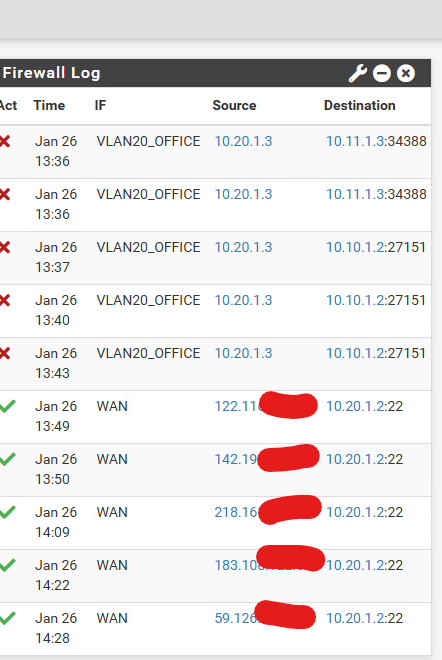 Firewall Log
Act Time IF Source Destination
Jan 26 VLAN20_OFFICE 10.20.1.3 10.11.1.3:34388
13:36
Jan 26 VLAN20_OFFICE 10.20.1.3 10.11.1.3:34388
13:36
Jan 26 VLAN20_OFFICE 10.20.1.3 10.10.1.2:27151
13:37
Jan 26 VLAN20_OFFICE 10.20.1.3 10.10.1.2:27151
13:40
Jan 26 VLAN20_OFFICE 10.20.1.3 10.10.1.2:27151
13:43
Jan 26 WAN 122.11 10.20.1.2:22
13:49
Jan 26 WAN 142.19 10.20.1.2:22
13:50
Jan 26 WAN 218.16 10.20.1.2:22
14:09
Jan 26 WAN 183.10 10.20.1.2:22
14:22
Jan 26 WAN 59.126 10.20.1.2:22
14:28